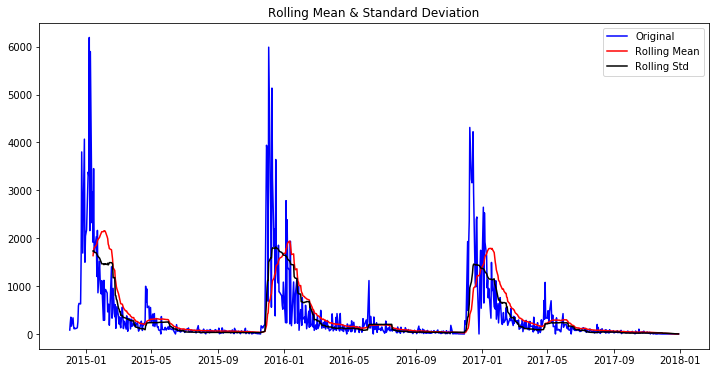 Rolling Mean & Standard Deviation
Original
Rolling Mean
Rolling Std
6000
5000
4000
3000
2000
1000
0
2015-01 2015-05 2015-09 2016-01 2016-05 2016-09 2017-01 2017-05 2017-09 2018-01